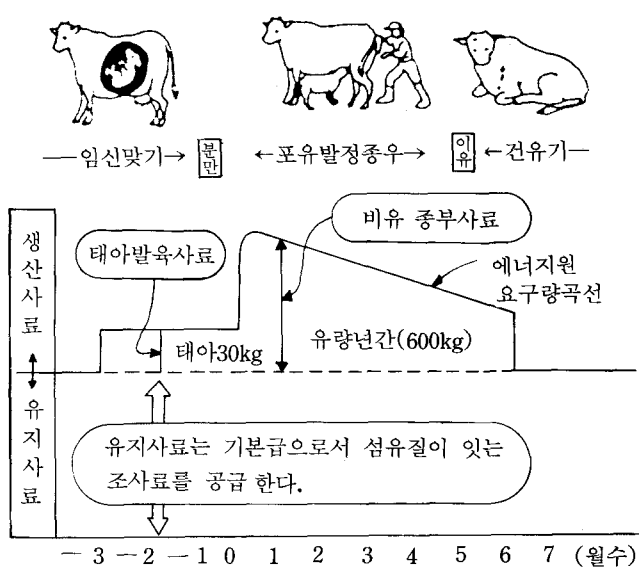 임신맞기→ 분만 ←포유발정종우→ 이유 ←건유기
생산사료
태아발육사료
비유 종부사료
에너지원
요구량곡선
태아30kg
유량년간(600kg)
유지사료
유지사료는 기본급으로서 섬유질이 잇는
조사료를 공급 한다.
-3 -2 -1 0 1 2 3 4 5 6 7 (월수)